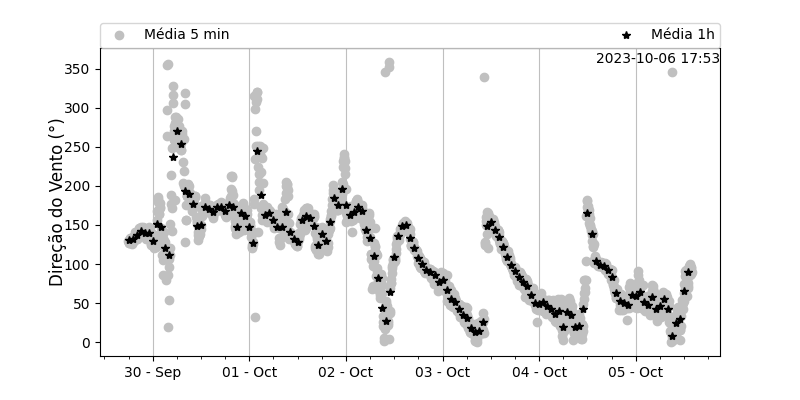 Média 5 min
Média 1h
2023-10-06 17:53
Direção do Vento (°)
350
300
250
200
150
100
50
0
30 - Sep
01 - Oct
02 - Oct
03 - Oct
04 - Oct
05 - Oct